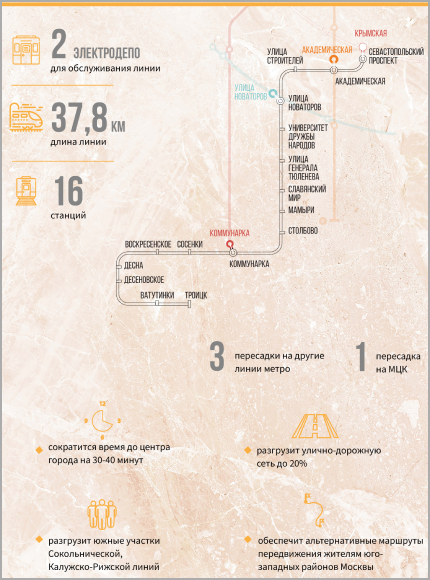 2 ЭЛЕКТРОДЕПО
для обслуживания линии
37,8 КМ
длина линии
16
станций
КРЫМСКАЯ
УЛИЦА
СТРОИТЕЛЕЙ
АКАДЕМИЧЕСКАЯ
СЕВАСТОПОЛЬСКИЙ
ПРОСПЕКТ
АКАДЕМИЧЕСКАЯ
УЛИЦА
НОВАТОРОВ
УЛИЦА
НОВАТОРОВ
УНИВЕРСИТЕТ
ДРУЖБЫ
НАРОДОВ
УЛИЦА
ГЕНЕРАЛА
ТЮЛЕНЕВА
СЛАВЯНСКИЙ
МИР
МАМЫРИ
СТОЛБОВО
КОММУНАРКА
КОММУНАРКА
ВОСКРЕСЕНСКОЕ
СОСЕНКИ
ДЕСНА
ДЕСЕНОВСКОЕ
ВАТУТИНКИ
ТРОИЦК
3 пересадки на другие
линии метро
1 пересадка
на МЦК
12
сократится время до центра
города на 30-40 минут
разгрузит улично-дорожную
сеть до 20%
разгрузит южные участки
Сокольнической,
Калужско-Рижской линий
обеспечит альтернативные маршруты
передвижения жителям юго-
западных районов Москвы